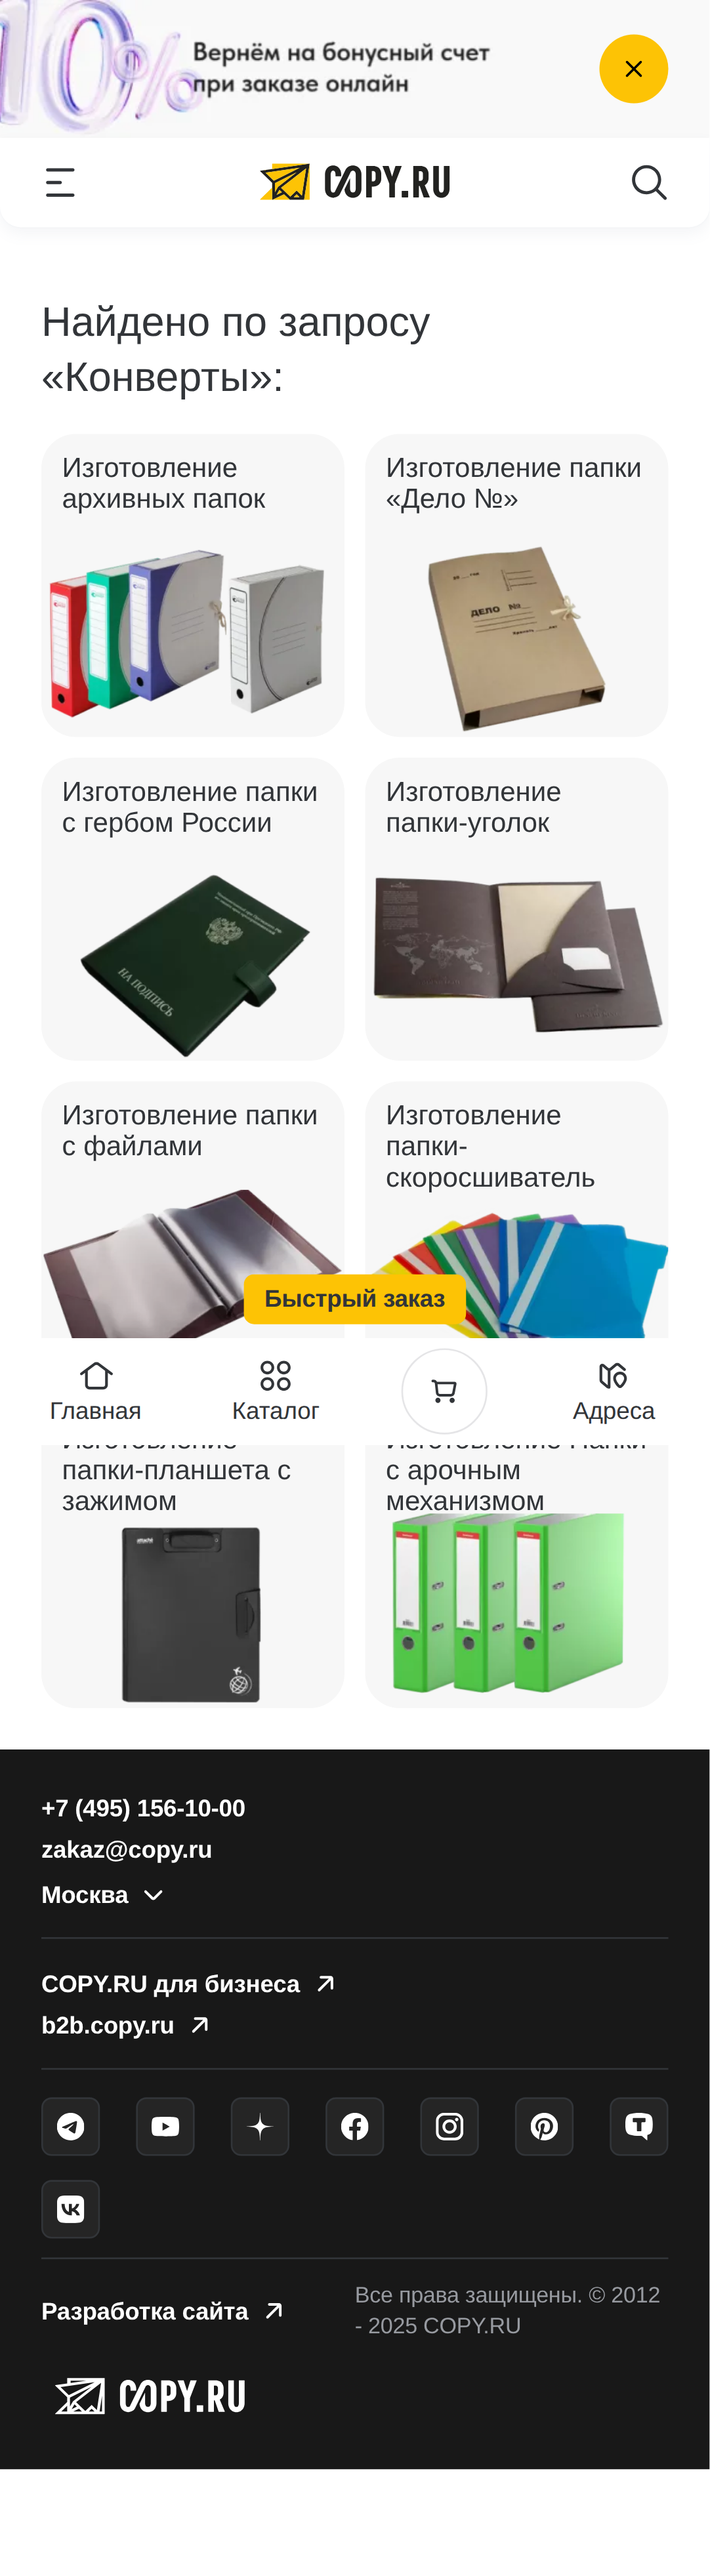 10%
Вернём на бонусный счет
при заказе онлайн
COPY.RU
Найдено по запросу
«Конверты»:
Изготовление
архивных папок
Изготовление папки
«Дело №»
ДЕЛО №
Изготовление папки
с гербом России
Изготовление
папки-уголок
НА ПОДПИСЬ
Изготовление папки
с файлами
Изготовление
папки-
скоросшиватель
Быстрый заказ
Главная
Каталог
Адреса
Изготовление
папки-планшета с
зажимом
Изготовление Папки
с арочным
механизмом
+7 (495) 156-10-00
zakaz@copy.ru
Москва
COPY.RU для бизнеса
b2b.copy.ru
Разработка сайта
Все права защищены. © 2012
- 2025 COPY.RU
COPY.RU